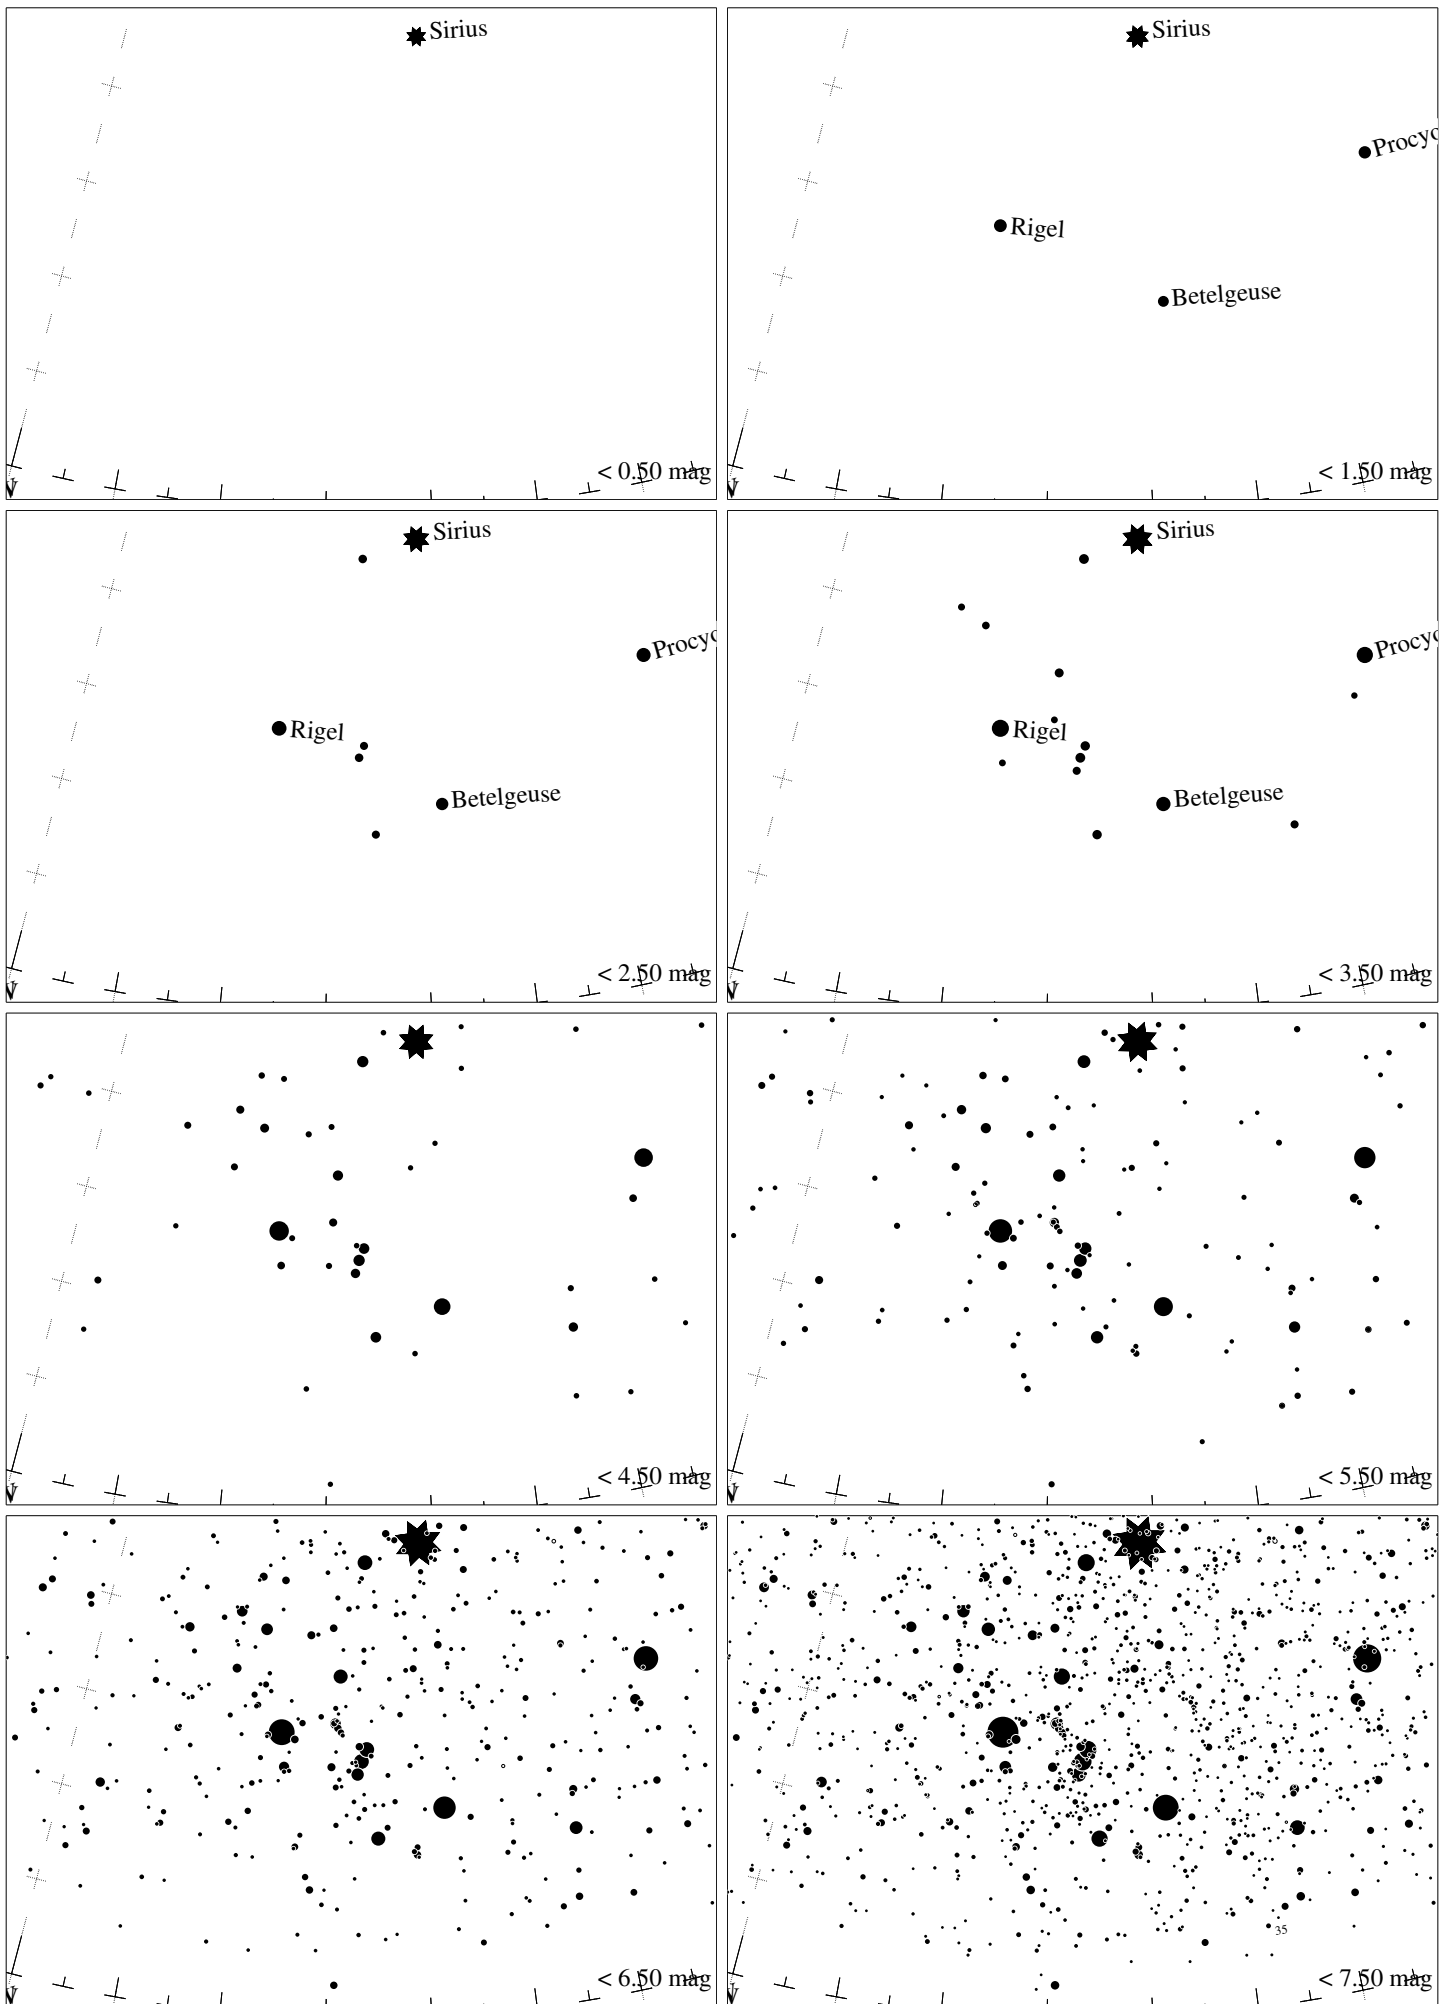 Sirius
< 0.50 mag
Sirius
Procyo
Rigel
Betelgeuse
< 1.50 mag
Sirius
Procyo
Rigel
Betelgeuse
< 2.50 mag
Sirius
Procyo
Rigel
Betelgeuse
< 3.50 mag
< 4.50 mag
< 5.50 mag
< 6.50 mag
35
< 7.50 mag